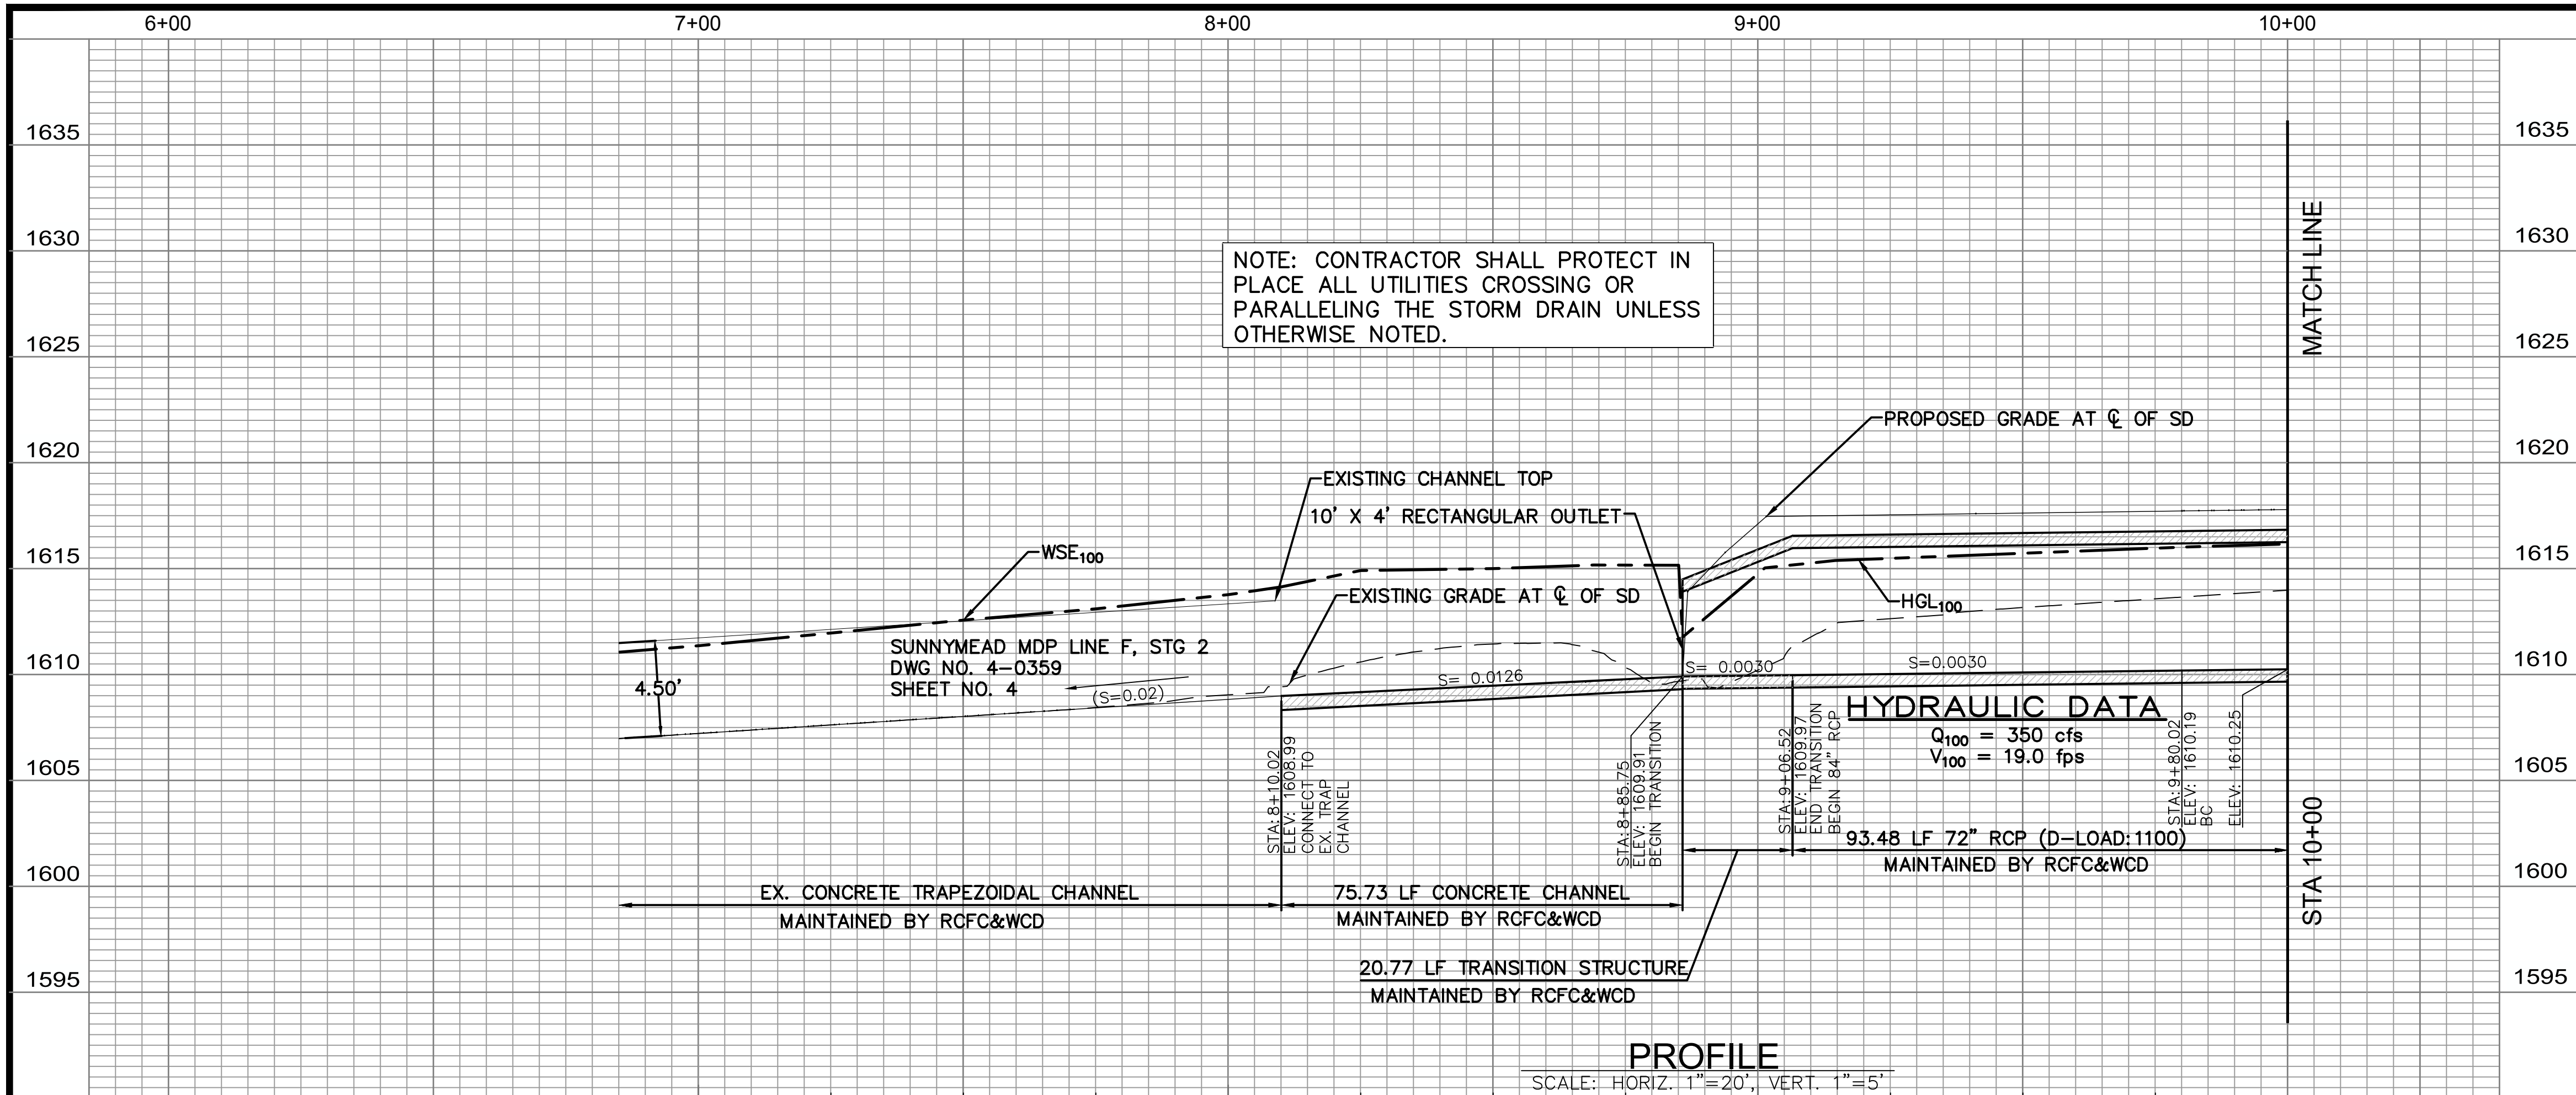 6+00 7+00 8+00 9+00 10+00
1635 1635
1630 1630
1625 1625
1620 1620
1615 1615
1610 1610
1605 1605
1600 1600
1595 1595
MATCH LINE
STA 10+00
NOTE: CONTRACTOR SHALL PROTECT IN
PLACE ALL UTILITIES CROSSING OR
PARALLELING THE STORM DRAIN UNLESS
OTHERWISE NOTED.
PROPOSED GRADE AT ℄ OF SD
EXISTING CHANNEL TOP
10' X 4' RECTANGULAR OUTLET
WSE100
EXISTING GRADE AT ℄ OF SD
HGL100
SUNNYMEAD MDP LINE F, STG 2
DWG NO. 4-0359
SHEET NO. 4
4.50'
(S=0.02)
S= 0.0126
S= 0.0030
S=0.0030
HYDRAULIC DATA
Q100 = 350 cfs
V100 = 19.0 fps
STA: 8+10.02
ELEV: 1608.99
CONNECT TO
EX. TRAP
CHANNEL
STA: 8+85.75
ELEV: 1609.91
BEGIN TRANSITION
STA: 9+06.52
ELEV: 1609.97
END TRANSITION
BEGIN 84" RCP
STA: 9+80.02
ELEV: 1610.19
BC
ELEV: 1610.25
93.48 LF 72" RCP (D-LOAD:1100)
MAINTAINED BY RCFC&WCD
EX. CONCRETE TRAPEZOIDAL CHANNEL
MAINTAINED BY RCFC&WCD
75.73 LF CONCRETE CHANNEL
MAINTAINED BY RCFC&WCD
20.77 LF TRANSITION STRUCTURE
MAINTAINED BY RCFC&WCD
PROFILE
SCALE: HORIZ. 1"=20', VERT. 1"=5'